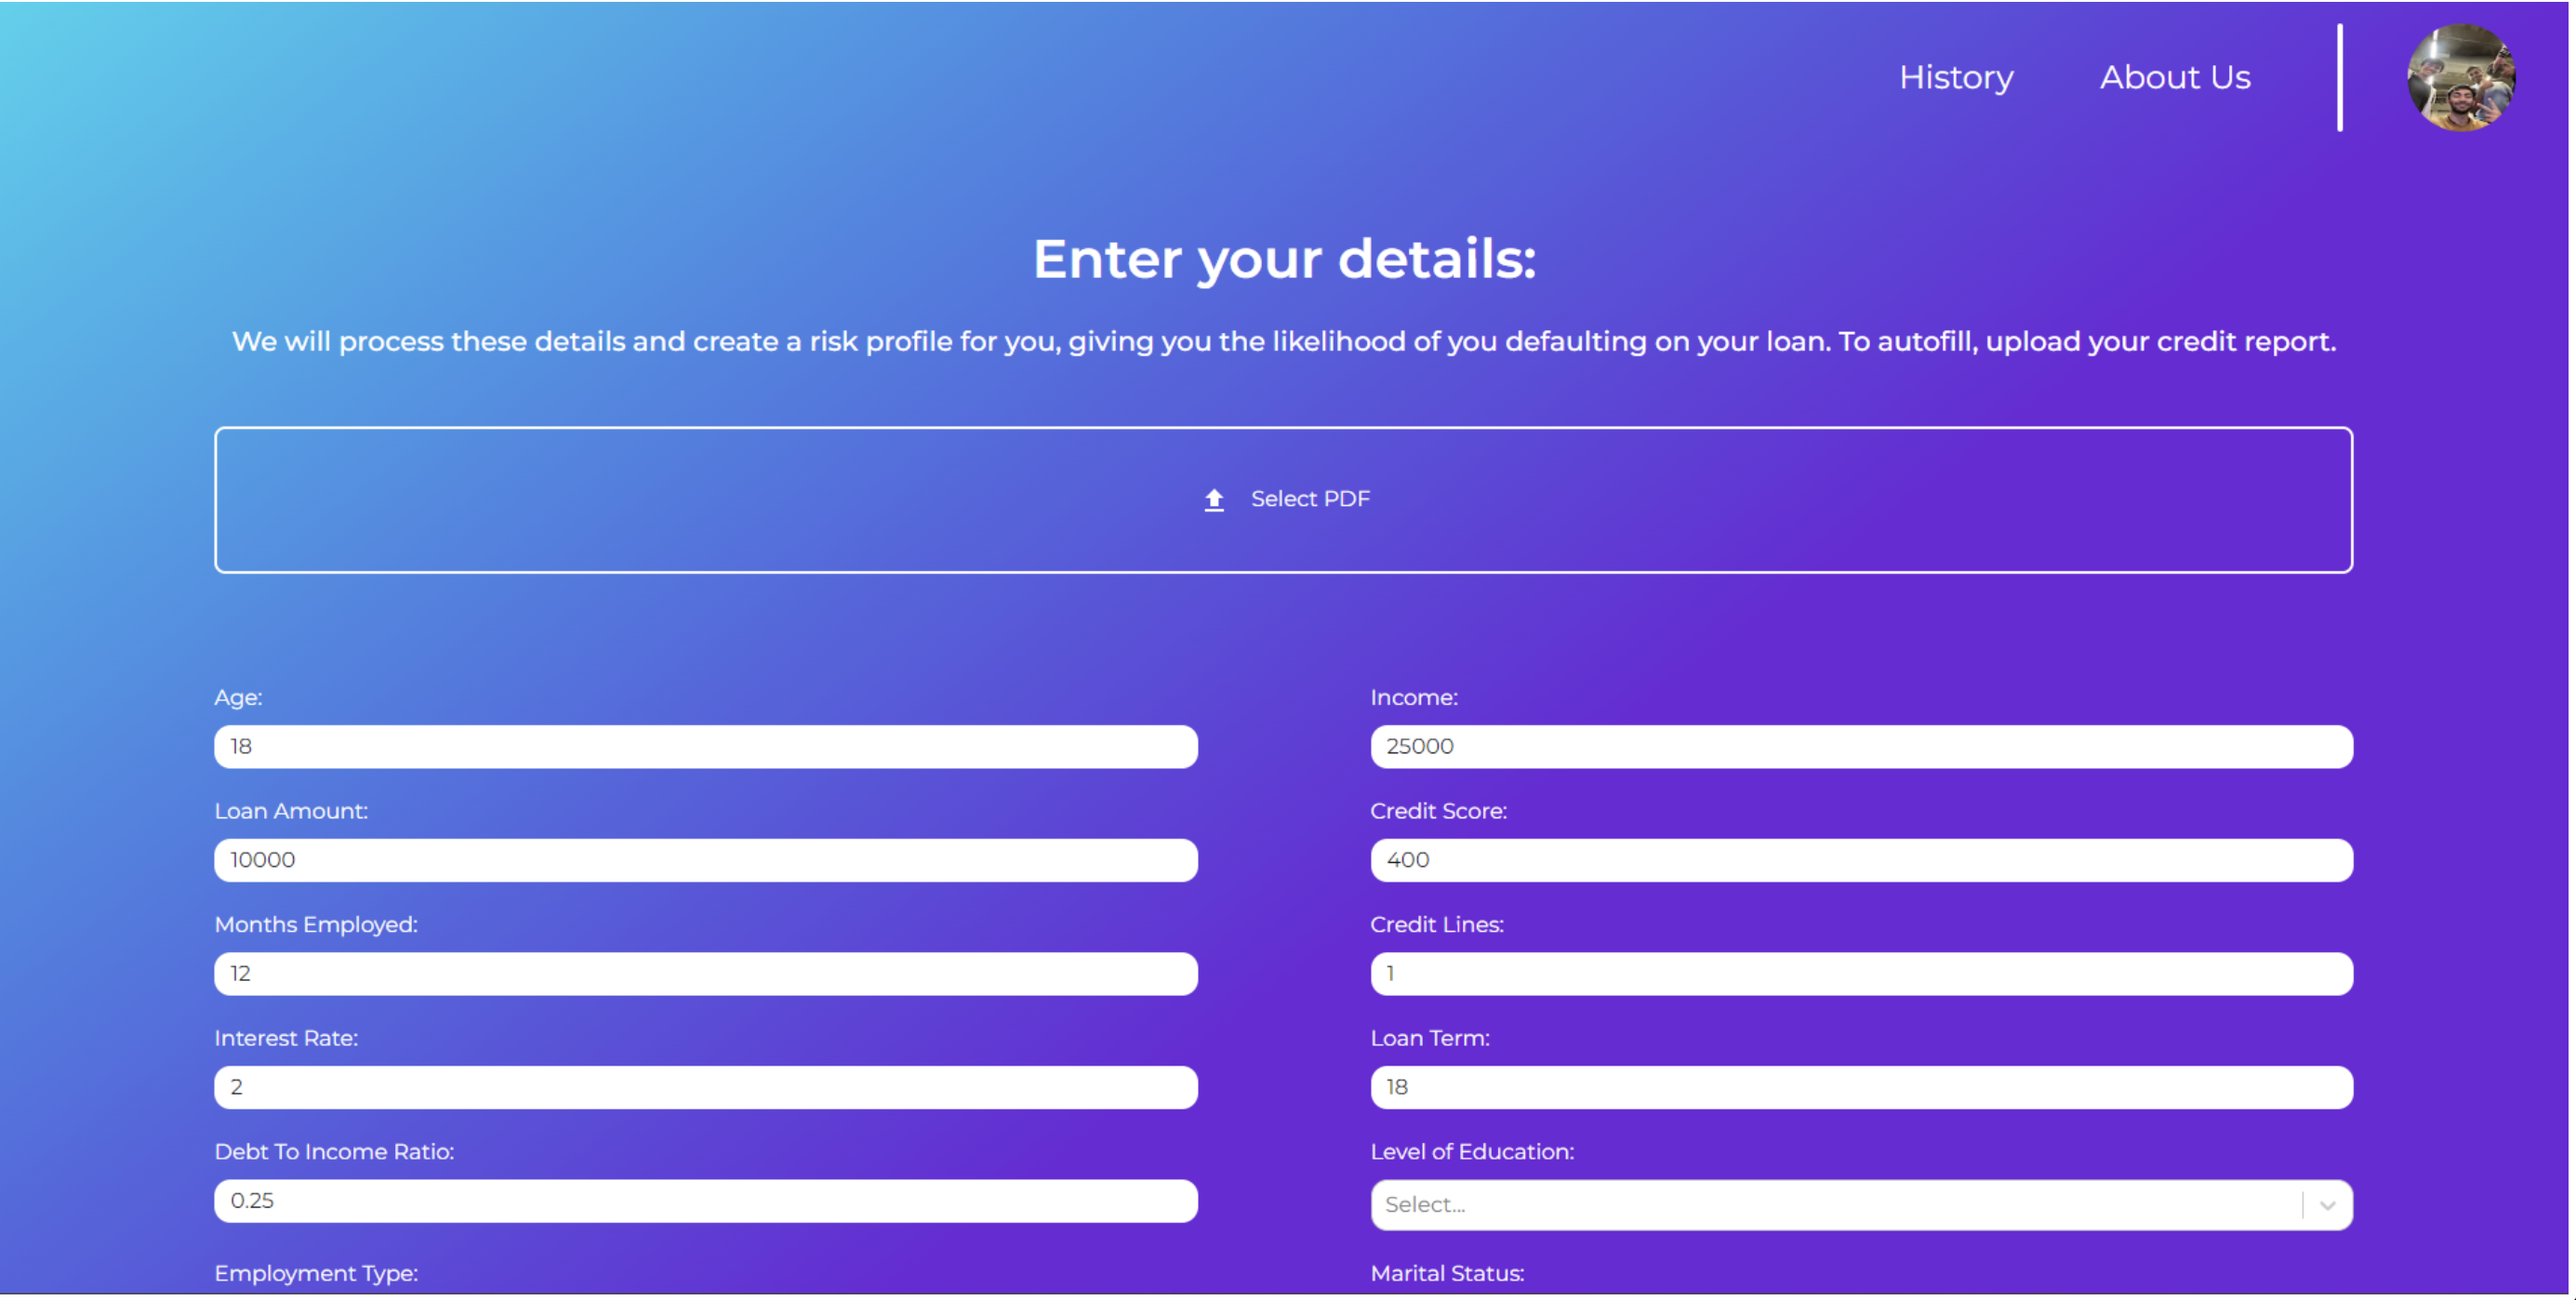 History About Us
Enter your details:
We will process these details and create a risk profile for you, giving you the likelihood of you defaulting on your loan. To autofill, upload your credit report.
Select PDF
Age: Income:
18 25000
Loan Amount: Credit Score:
10000 400
Months Employed: Credit Lines:
12 1
Interest Rate: Loan Term:
2 18
Debt To Income Ratio: Level of Education:
0.25 Select...
Employment Type: Marital Status: